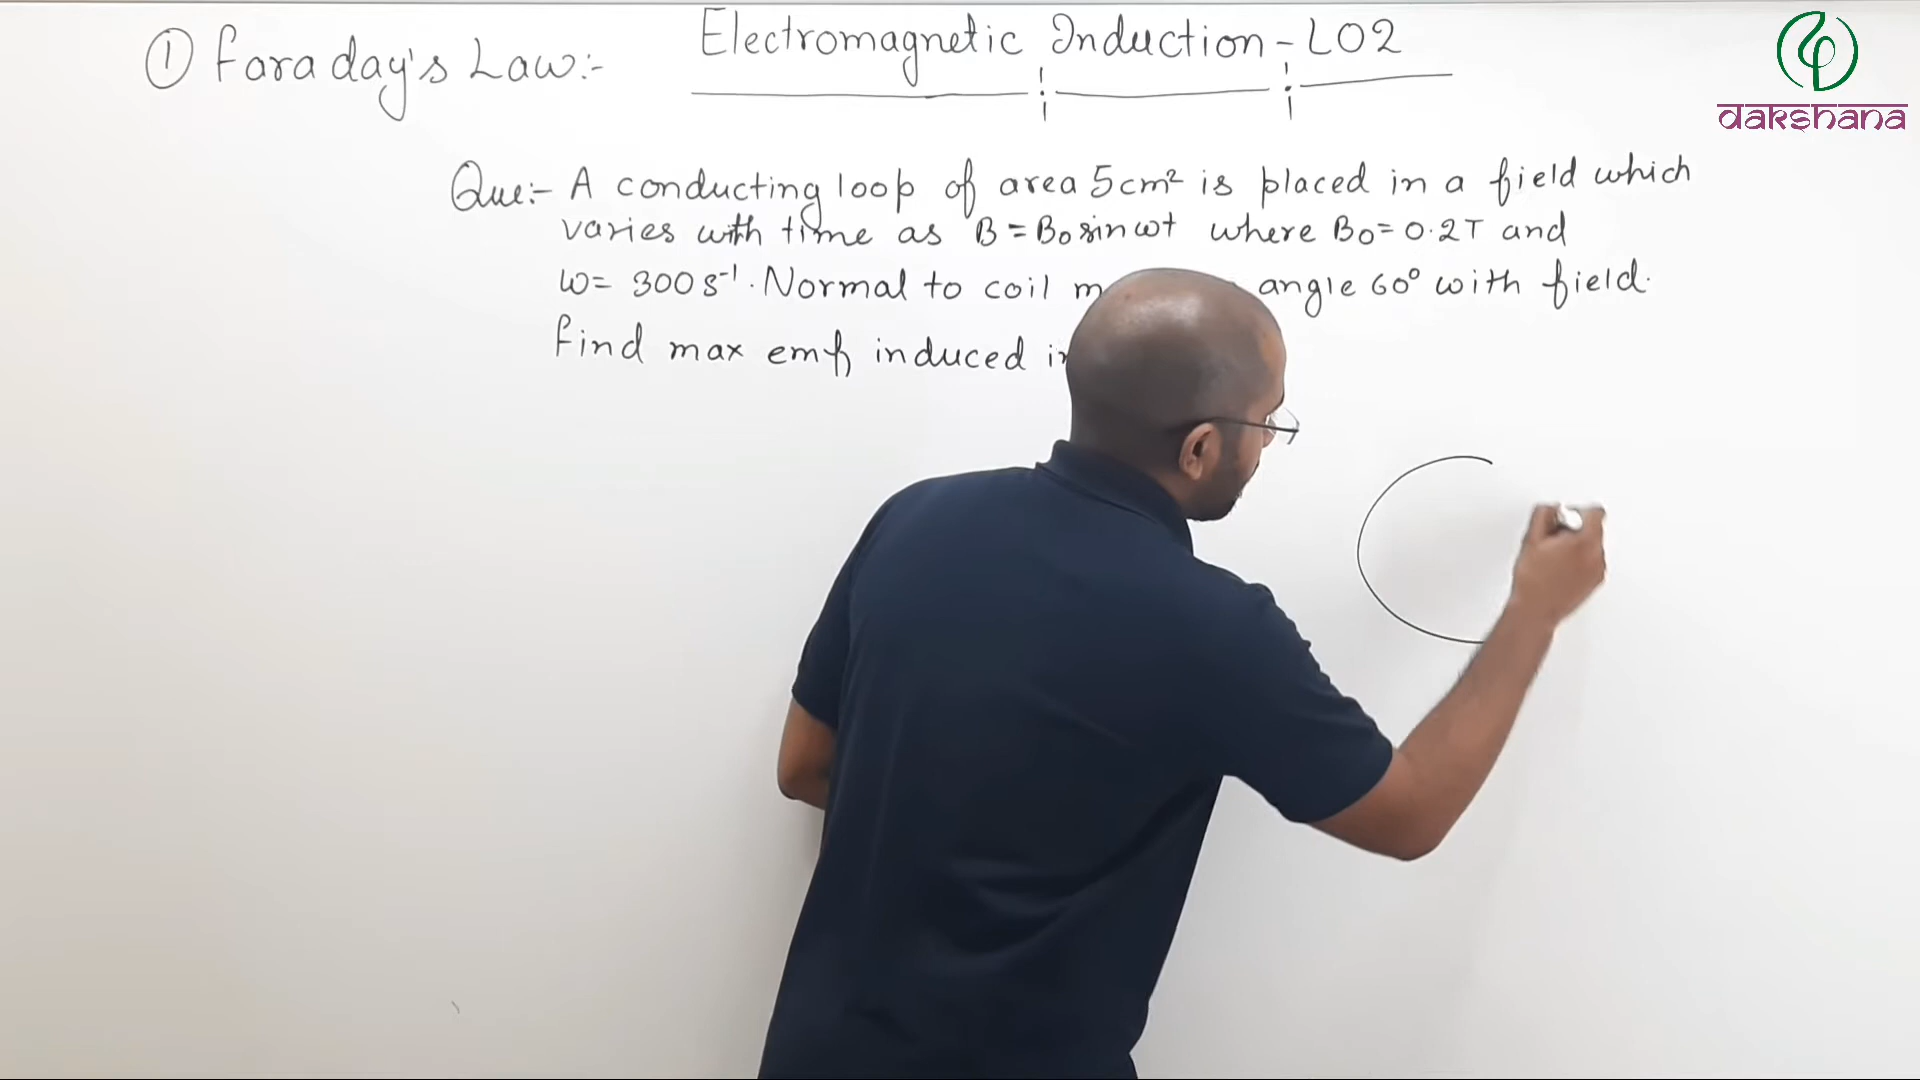 Electromagnetic Induction - L02
① Faraday's Law:-
dakshana
Que:- A conducting loop of area 5cm² is placed in a field which
varies with time as B = B₀ sin ωt where B₀ = 0.2T and
ω = 300 s⁻¹. Normal to coil angle 60° with field.
Find max emf induced